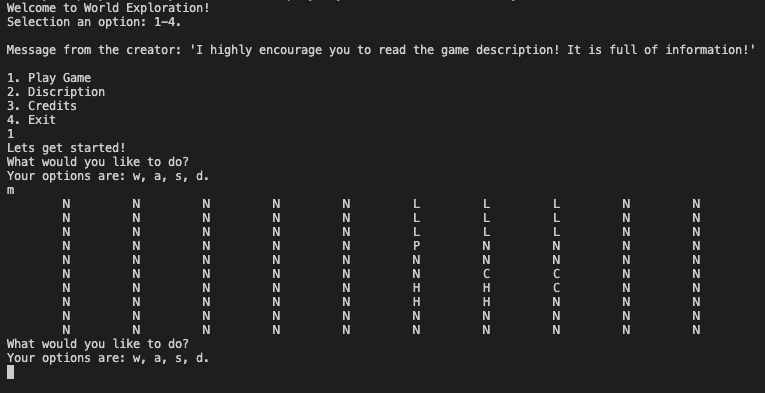 Welcome to World Exploration!
Selection an option: 1-4.
Message from the creator: 'I highly encourage you to read the game description! It is full of information!'
1. Play Game
2. Discription
3. Credits
4. Exit
1
Lets get started!
What would you like to do?
Your options are: w, a, s, d.
m
N N N N N L L L N N
N N N N N L L L N N
N N N N N L L L N N
N N N N N P N N N N
N N N N N N N N N N
N N N N N N C C N N
N N N N N H H C N N
N N N N N H H N N N
N N N N N N N N N N
N N N N N N N N N N
What would you like to do?
Your options are: w, a, s, d.